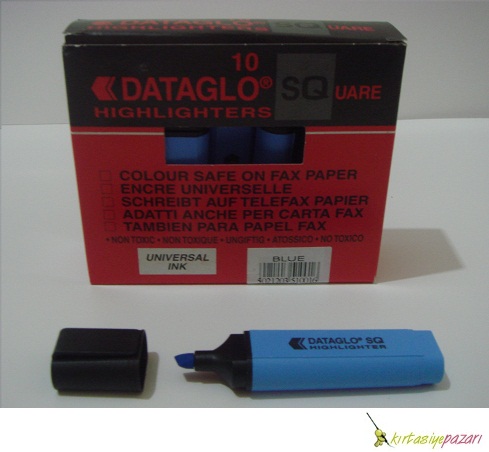 10
DATAGLO® SQUARE
HIGHLIGHTERS
COLOUR SAFE ON FAX PAPER
ENCRE UNIVERSELLE
SCHREIBT AUF TELEFAX PAPIER
ADATTI ANCHE PER CARTA FAX
TAMBIEN PARA PAPEL FAX
• NON TOXIC • NON TOXIQUE • UNGIFTIG • ATOSSICO • NO TOXICO
UNIVERSAL
INK
BLUE
DATAGLO® SQ
HIGHLIGHTER
kırtasiyepazarı